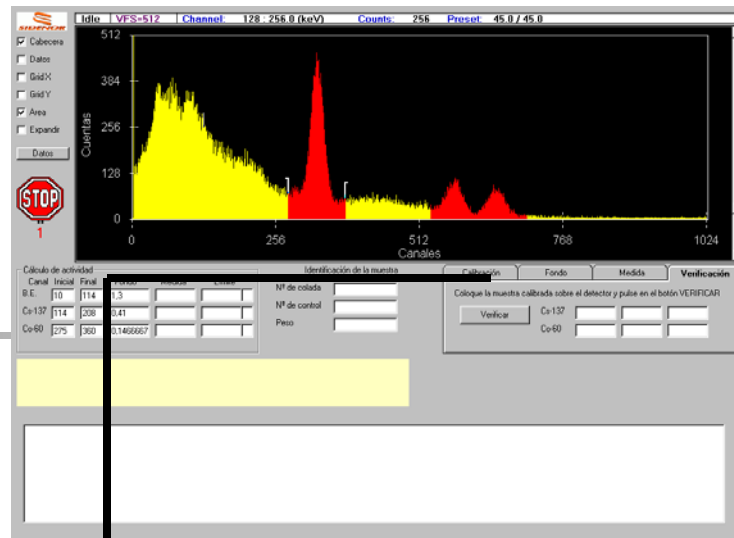 SIDENOR
Idle VFS=512 Channel: 128 : 256.0 (keV) Counts: 256 Preset: 45.0 / 45.0
Cabecera
Datos
Grid X
Grid Y
Area
Expandir
Datos
STOP
1
Cuentas
512
384
256
128
0
0 256 512 768 1024
Canales
Cálculo de actividad
Canal Inicial Final Fondo Medida Límite
B.E. 10 114 1,3
Cs-137 114 208 0,41
Co-60 275 360 0,1466667
Identificación de la muestra
Nº de colada
Nº de control
Peso
Calibración Fondo Medida Verificación
Coloque la muestra calibrada sobre el detector y pulse en el botón VERIFICAR
Verificar
Cs-137
Co-60